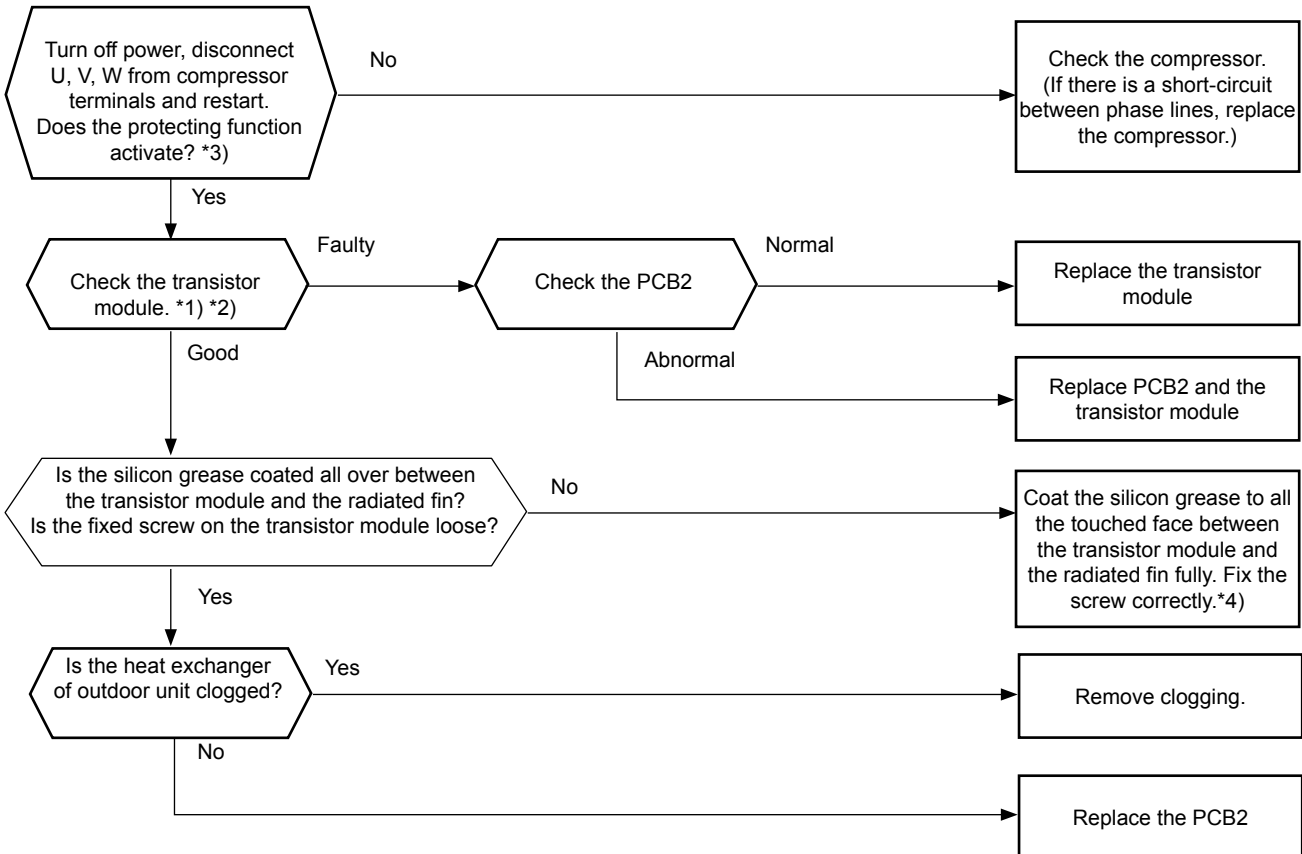 Turn off power, disconnect
U, V, W from compressor
terminals and restart.
Does the protecting function
activate? *3)
No
Check the compressor.
(If there is a short-circuit
between phase lines, replace
the compressor.)
Yes
Check the transistor
module. *1) *2)
Faulty
Check the PCB2
Normal
Replace the transistor
module
Abnormal
Replace PCB2 and the
transistor module
Good
Is the silicon grease coated all over between
the transistor module and the radiated fin?
Is the fixed screw on the transistor module loose?
No
Coat the silicon grease to all
the touched face between
the transistor module and
the radiated fin fully. Fix the
screw correctly.*4)
Yes
Is the heat exchanger
of outdoor unit clogged?
Yes
Remove clogging.
No
Replace the PCB2